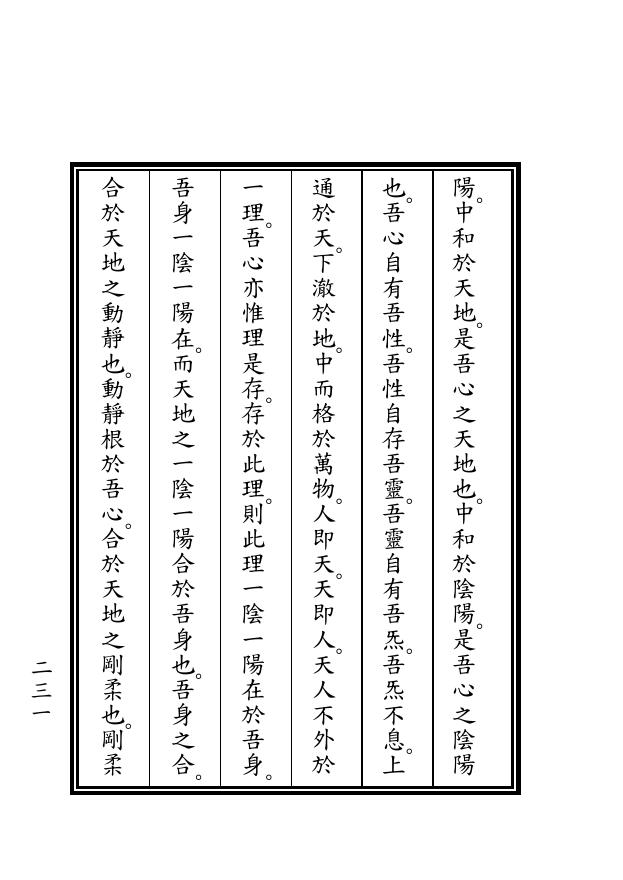 陽。中和於天地。是吾心之天地也。中和於陰陽。是吾心之陰陽
也。吾心自有吾性。吾性自存吾靈。吾靈自有吾炁。吾炁不息。上
通於天。下澈於地。中而格於萬物。人即天。天即人。天人不外於
一理。吾心亦惟理是存。存於此理。則此理一陰一陽在於吾身。
吾身一陰一陽在。而天地之一陰一陽合於吾身也。吾身之合。
合於天地之動靜也。動靜根於吾心。合於天地之剛柔也。剛柔
二三一